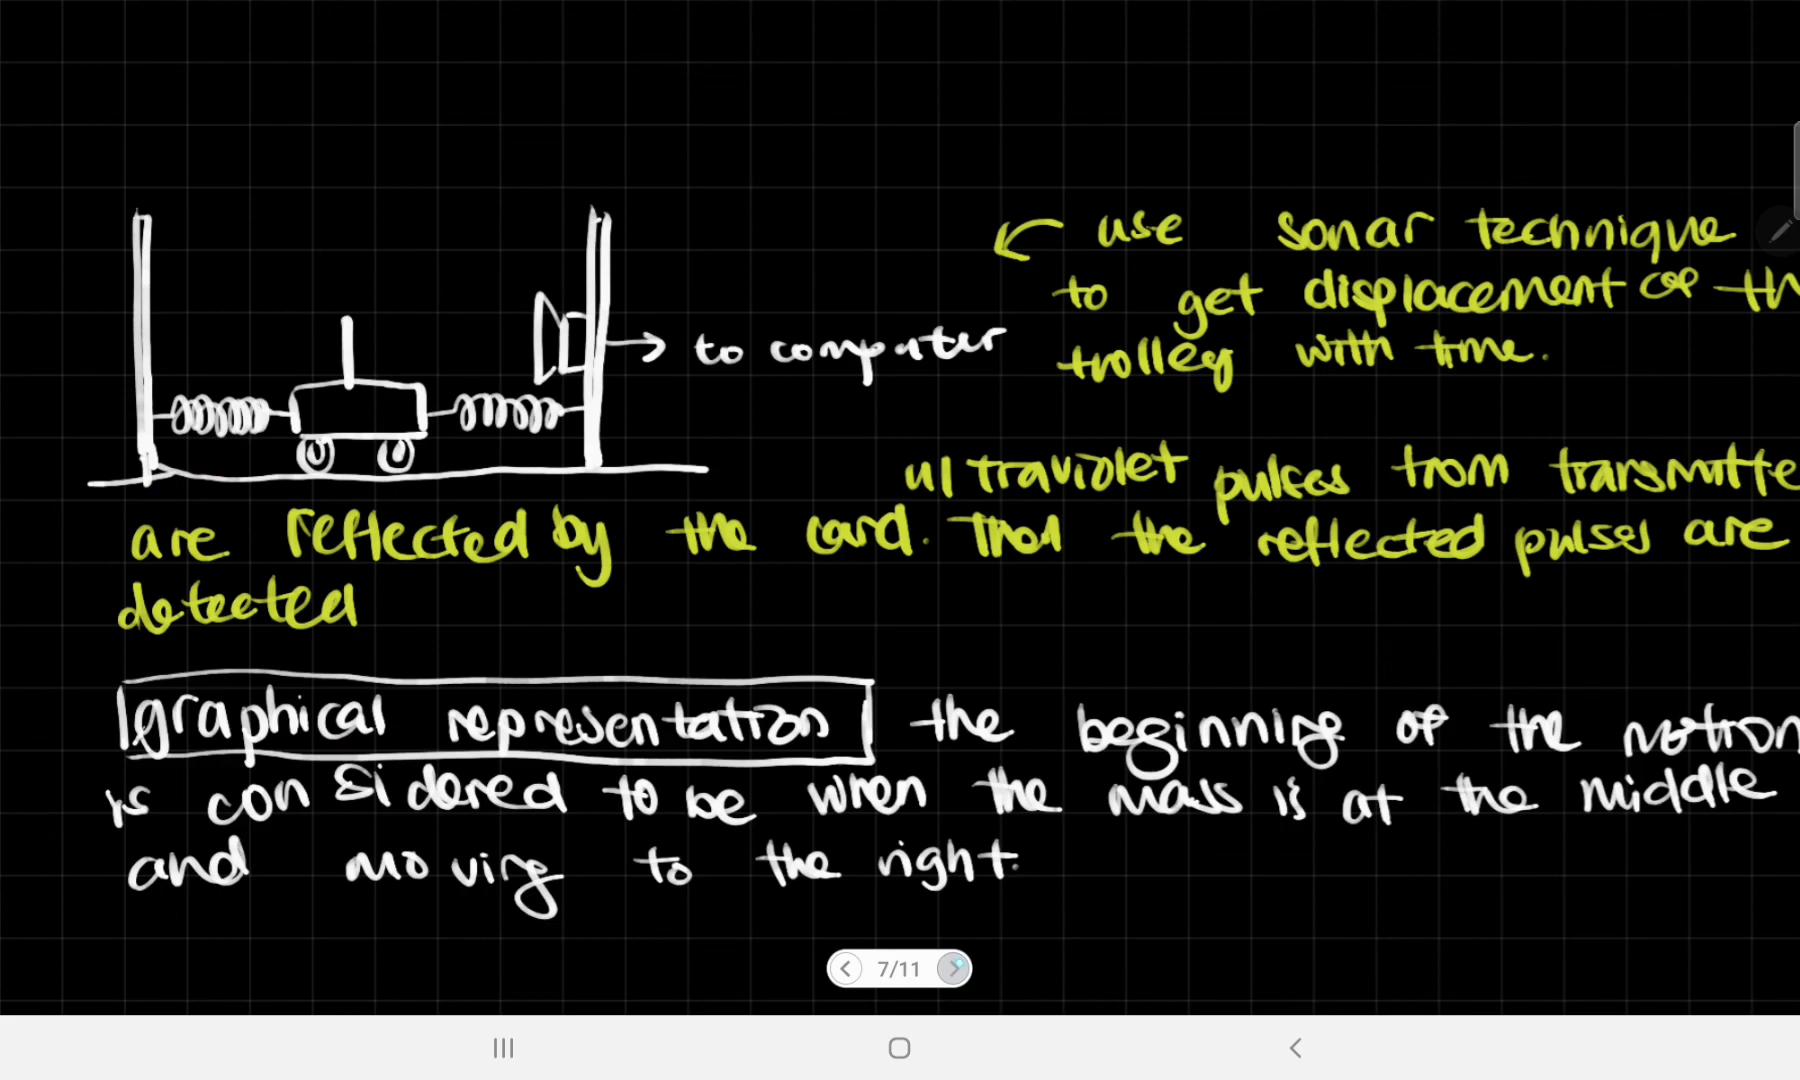 use sonar technique
to get displacement of th
trolley with time.
to computer
ultraviolet pulses from transmitte
are reflected by the card. Then the reflected pulses are
detected
graphical representation the beginning of the motion
is considered to be when the mass is at the middle
and moving to the right.
7/11